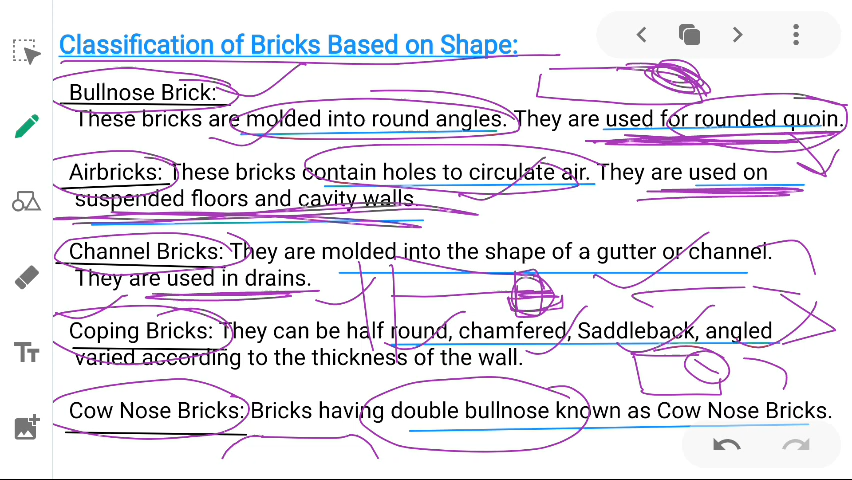 Classification of Bricks Based on Shape:
Bullnose Brick:
These bricks are molded into round angles. They are used for rounded quoin.
Airbricks: These bricks contain holes to circulate air. They are used on
suspended floors and cavity walls.
Channel Bricks: They are molded into the shape of a gutter or channel.
They are used in drains.
Coping Bricks: They can be half round, chamfered, Saddleback, angled
varied according to the thickness of the wall.
Cow Nose Bricks: Bricks having double bullnose known as Cow Nose Bricks.
Tт